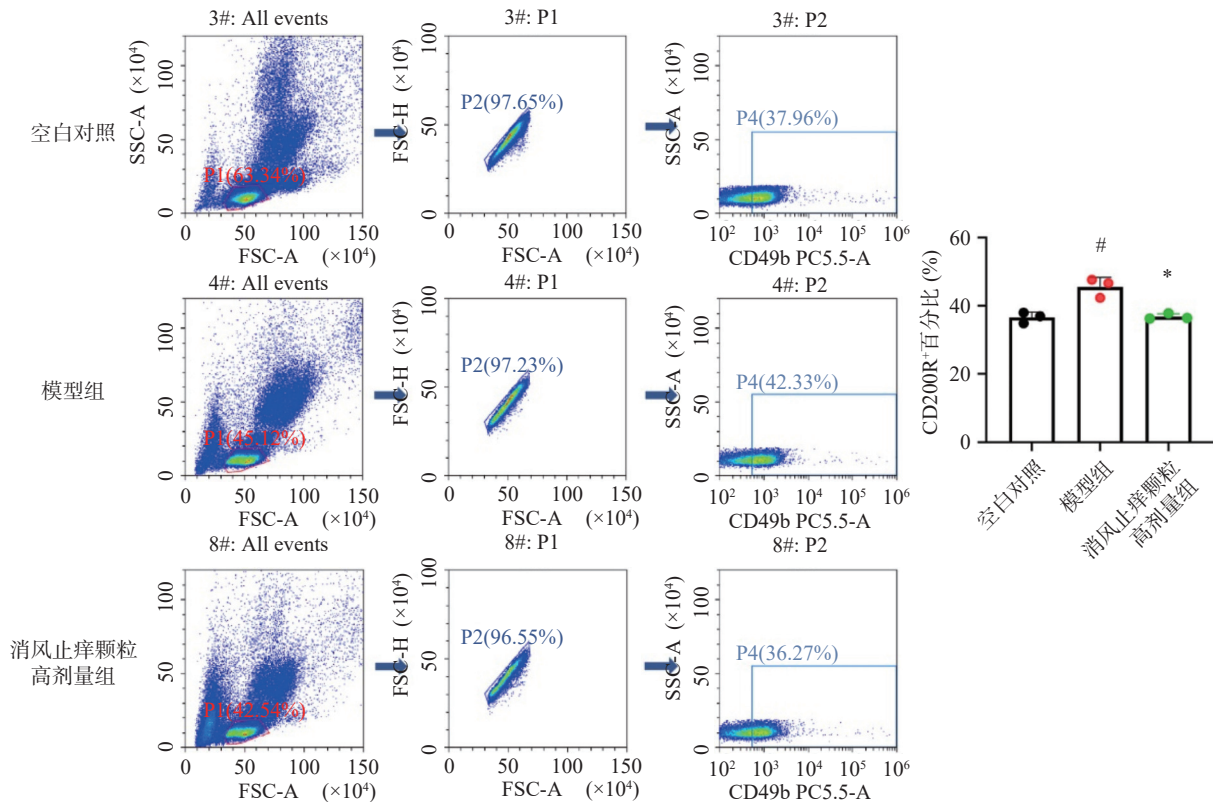 3#: All events
SSC-A (×10⁴)
100
50
0
P1(63.34%)
0 50 100 150
FSC-A (×10⁴)
3#: P1
FSC-H (×10⁴)
100
50
0
P2(97.65%)
0 50 100 150
FSC-A (×10⁴)
3#: P2
SSC-A (×10⁴)
100
50
0
P4(37.96%)
10² 10³ 10⁴ 10⁵ 10⁶
CD49b PC5.5-A
空白对照
4#: All events
SSC-A (×10⁴)
100
50
0
P1(45.12%)
0 50 100 150
FSC-A (×10⁴)
4#: P1
FSC-H (×10⁴)
100
50
0
P2(97.23%)
0 50 100 150
FSC-A (×10⁴)
4#: P2
SSC-A (×10⁴)
100
50
0
P4(42.33%)
10² 10³ 10⁴ 10⁵ 10⁶
CD49b PC5.5-A
模型组
8#: All events
SSC-A (×10⁴)
100
50
0
P1(42.54%)
0 50 100 150
FSC-A (×10⁴)
8#: P1
FSC-H (×10⁴)
100
50
0
P2(96.55%)
0 50 100 150
FSC-A (×10⁴)
8#: P2
SSC-A (×10⁴)
100
50
0
P4(36.27%)
10² 10³ 10⁴ 10⁵ 10⁶
CD49b PC5.5-A
消风止痒颗粒
高剂量组
CD200R⁺百分比 (%)
60
40
20
0
#
*
空白对照
模型组
消风止痒颗粒
高剂量组